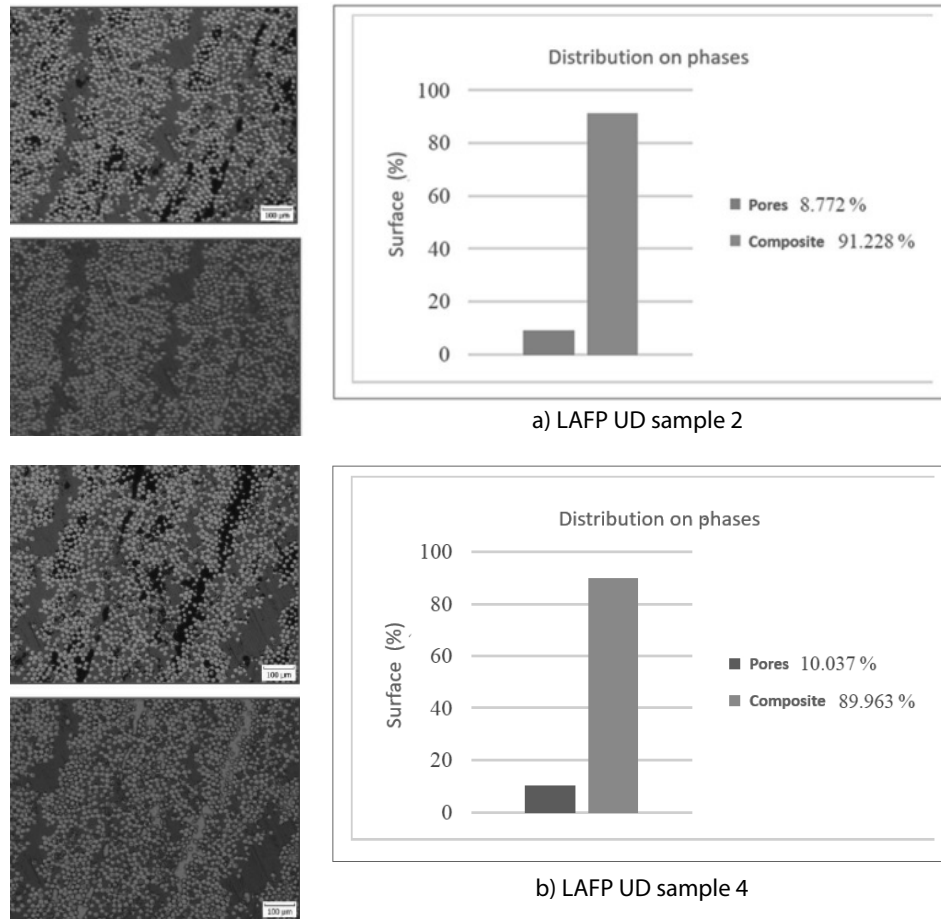 100 µm
Distribution on phases
Surface (%)
100
80
60
40
20
0
Pores 8.772 %
Composite 91.228 %
a) LAFP UD sample 2
100 µm
100 µm
Distribution on phases
Surface (%)
100
80
60
40
20
0
Pores 10.037 %
Composite 89.963 %
b) LAFP UD sample 4